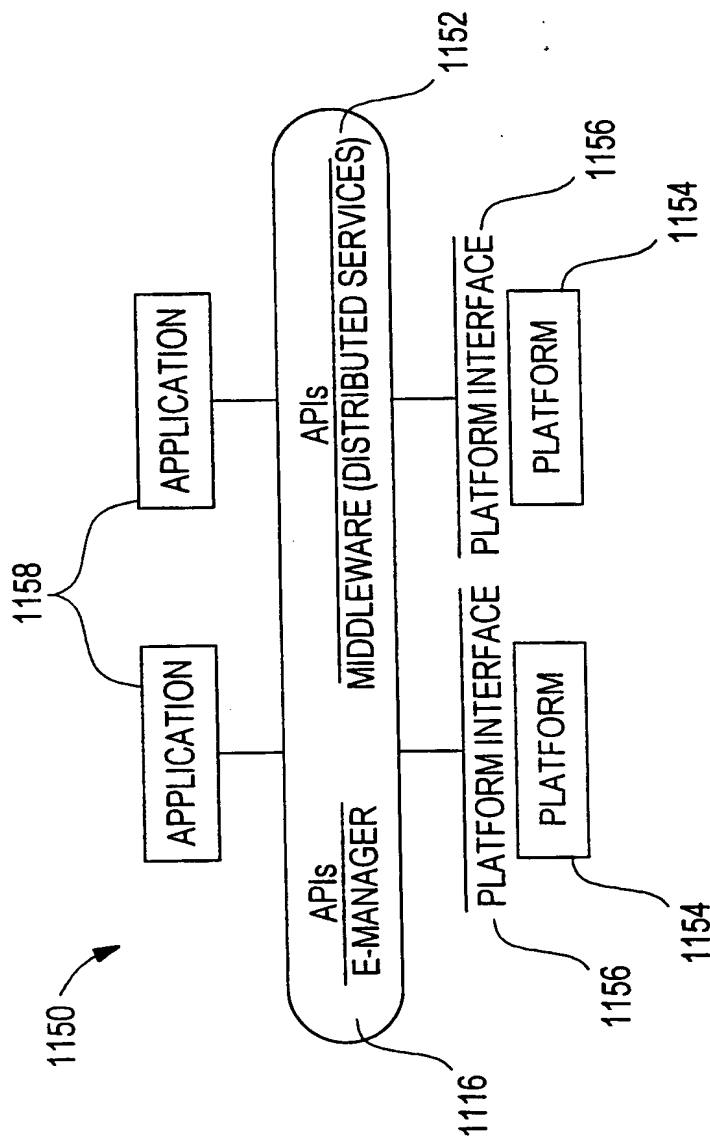 1150
1158
APPLICATION
APPLICATION
APIs
APIs
E-MANAGER
MIDDLEWARE (DISTRIBUTED SERVICES)
1116
1152
PLATFORM INTERFACE
PLATFORM INTERFACE
1156
PLATFORM
PLATFORM
1156
1154
1154